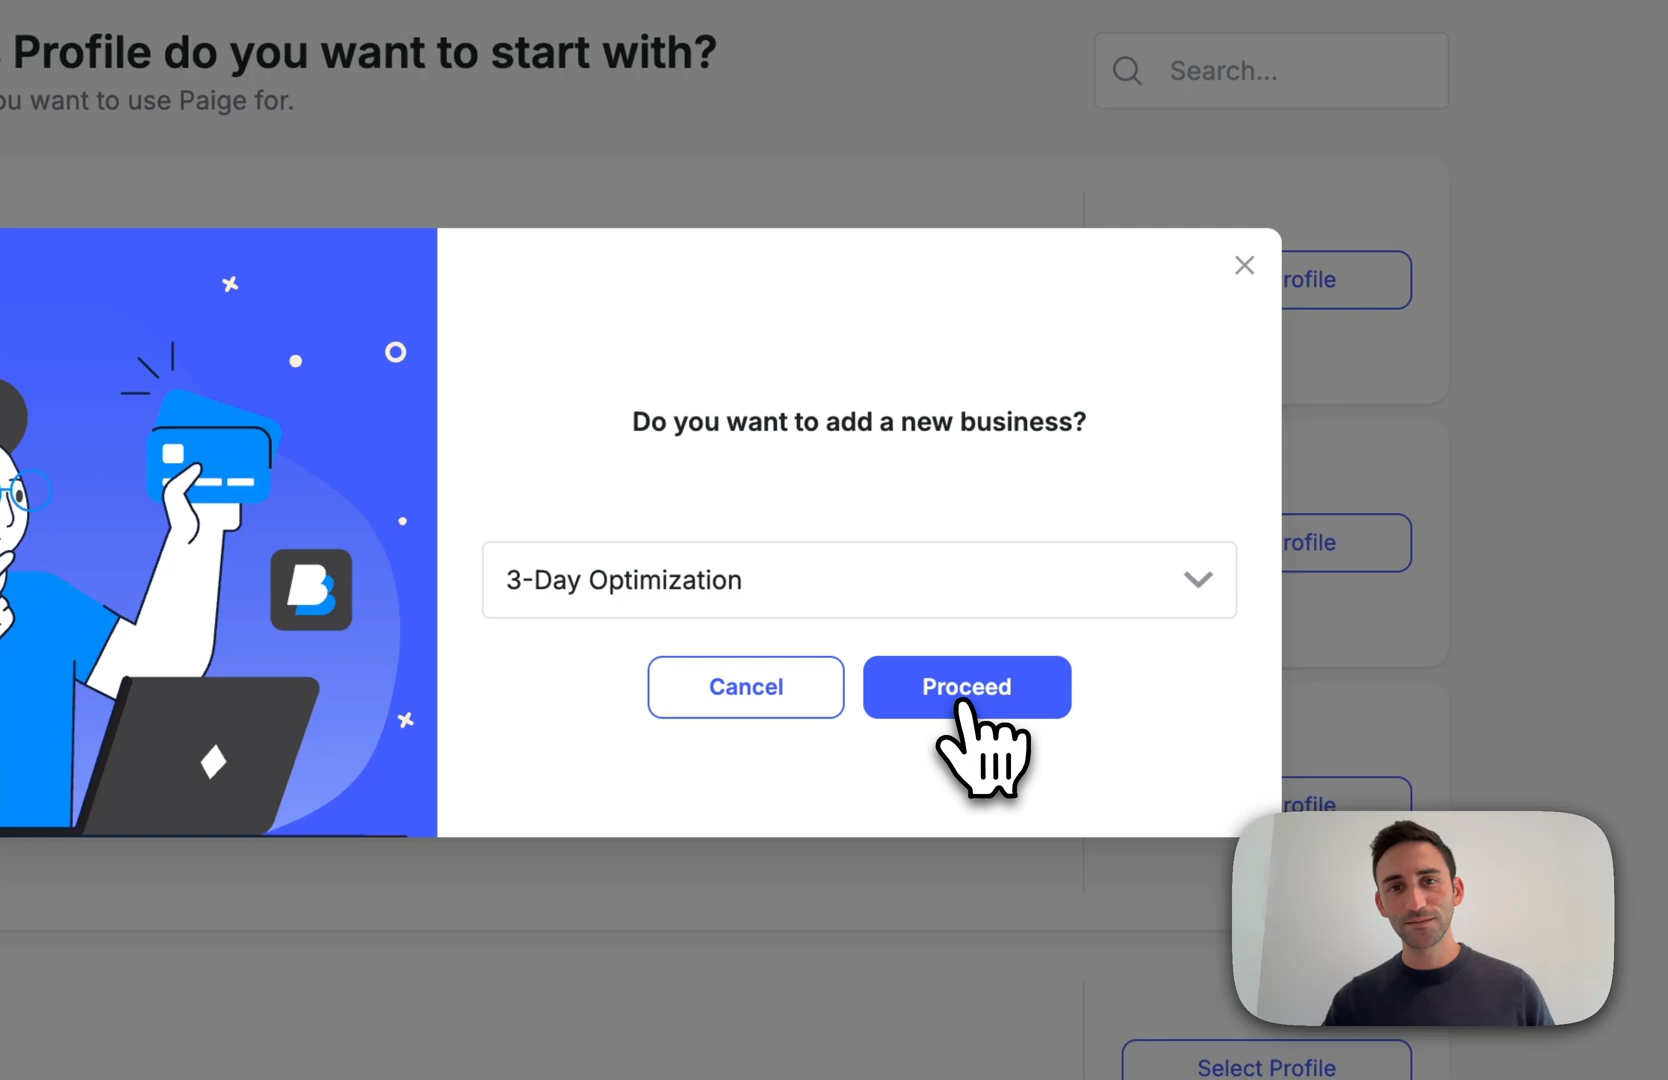 Profile do you want to start with?
ou want to use Paige for.
Search...
rofile
Do you want to add a new business?
rofile
3-Day Optimization
B
Cancel
Proceed
rofile
Select Profile